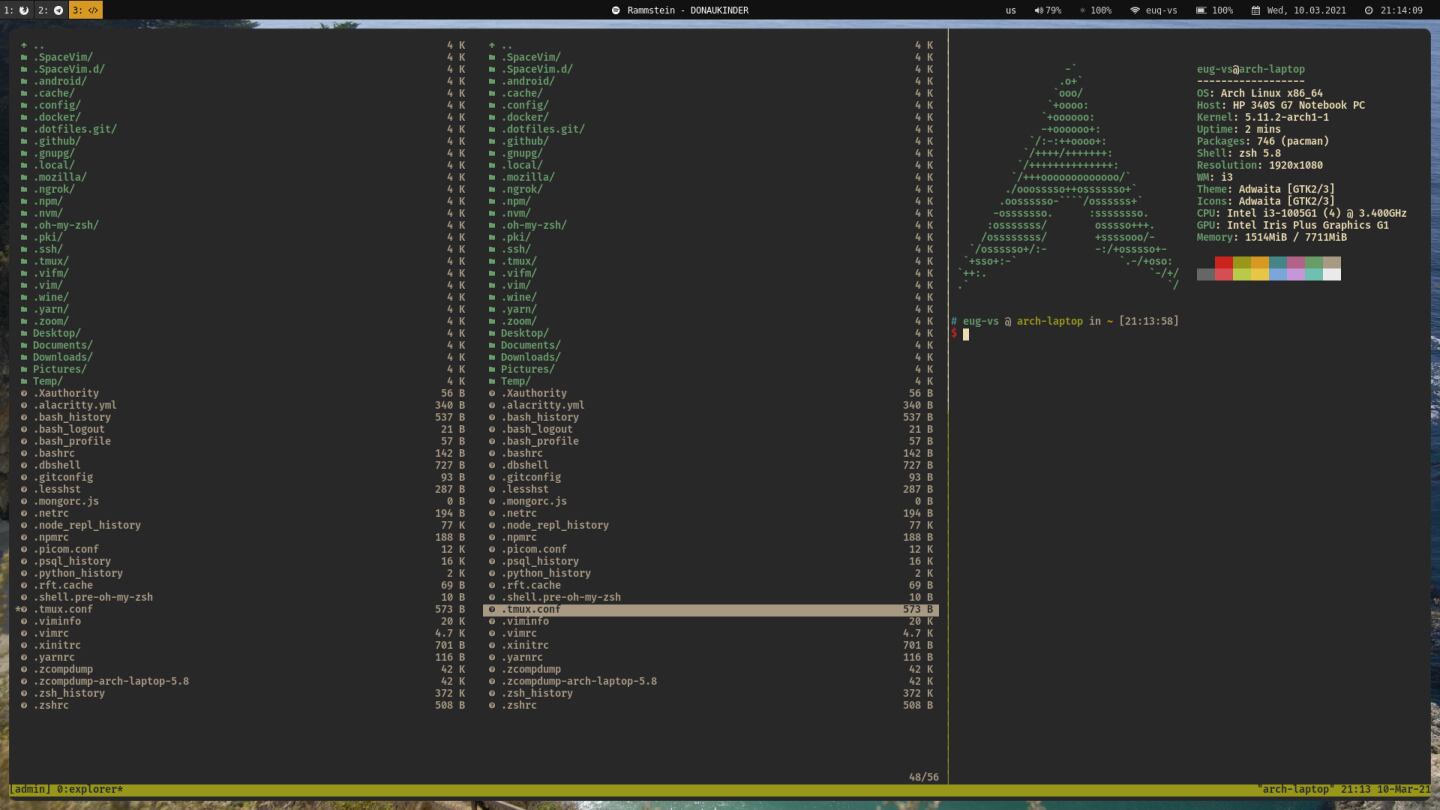 1: 2: 3: </> Rammstein - DONAUKINDER us 79% 100% eug-vs 100% Wed, 10.03.2021 21:14:09
.. 4 K
.SpaceVim/ 4 K
.SpaceVim.d/ 4 K
.android/ 4 K
.cache/ 4 K
.config/ 4 K
.docker/ 4 K
.dotfiles.git/ 4 K
.github/ 4 K
.gnupg/ 4 K
.local/ 4 K
.mozilla/ 4 K
.ngrok/ 4 K
.npm/ 4 K
.nvm/ 4 K
.oh-my-zsh/ 4 K
.pki/ 4 K
.ssh/ 4 K
.tmux/ 4 K
.vifm/ 4 K
.vim/ 4 K
.wine/ 4 K
.yarn/ 4 K
.zoom/ 4 K
Desktop/ 4 K
Documents/ 4 K
Downloads/ 4 K
Pictures/ 4 K
Temp/ 4 K
.Xauthority 56 B
.alacritty.yml 340 B
.bash_history 537 B
.bash_logout 21 B
.bash_profile 57 B
.bashrc 142 B
.dbshell 727 B
.gitconfig 93 B
.lesshst 287 B
.mongorc.js 0 B
.netrc 194 B
.node_repl_history 77 K
.npmrc 188 B
.picom.conf 12 K
.psql_history 16 K
.python_history 2 K
.rft.cache 69 B
.shell.pre-oh-my-zsh 10 B
* .tmux.conf 573 B
.viminfo 20 K
.vimrc 4.7 K
.xinitrc 701 B
.yarnrc 116 B
.zcompdump 42 K
.zcompdump-arch-laptop-5.8 42 K
.zsh_history 372 K
.zshrc 508 B
.. 4 K
.SpaceVim/ 4 K
.SpaceVim.d/ 4 K
.android/ 4 K
.cache/ 4 K
.config/ 4 K
.docker/ 4 K
.dotfiles.git/ 4 K
.github/ 4 K
.gnupg/ 4 K
.local/ 4 K
.mozilla/ 4 K
.ngrok/ 4 K
.npm/ 4 K
.nvm/ 4 K
.oh-my-zsh/ 4 K
.pki/ 4 K
.ssh/ 4 K
.tmux/ 4 K
.vifm/ 4 K
.vim/ 4 K
.wine/ 4 K
.yarn/ 4 K
.zoom/ 4 K
Desktop/ 4 K
Documents/ 4 K
Downloads/ 4 K
Pictures/ 4 K
Temp/ 4 K
.Xauthority 56 B
.alacritty.yml 340 B
.bash_history 537 B
.bash_logout 21 B
.bash_profile 57 B
.bashrc 142 B
.dbshell 727 B
.gitconfig 93 B
.lesshst 287 B
.mongorc.js 0 B
.netrc 194 B
.node_repl_history 77 K
.npmrc 188 B
.picom.conf 12 K
.psql_history 16 K
.python_history 2 K
.rft.cache 69 B
.shell.pre-oh-my-zsh 10 B
.tmux.conf 573 B
.viminfo 20 K
.vimrc 4.7 K
.xinitrc 701 B
.yarnrc 116 B
.zcompdump 42 K
.zcompdump-arch-laptop-5.8 42 K
.zsh_history 372 K
.zshrc 508 B
48/56
eug-vs@arch-laptop
------------------
OS: Arch Linux x86_64
Host: HP 340S G7 Notebook PC
Kernel: 5.11.2-arch1-1
Uptime: 2 mins
Packages: 746 (pacman)
Shell: zsh 5.8
Resolution: 1920x1080
WM: i3
Theme: Adwaita [GTK2/3]
Icons: Adwaita [GTK2/3]
CPU: Intel i3-1005G1 (4) @ 3.400GHz
GPU: Intel Iris Plus Graphics G1
Memory: 1514MiB / 7711MiB
# eug-vs @ arch-laptop in ~ [21:13:58]
$
[admin] 0:explorer* "arch-laptop" 21:13 10-Mar-21